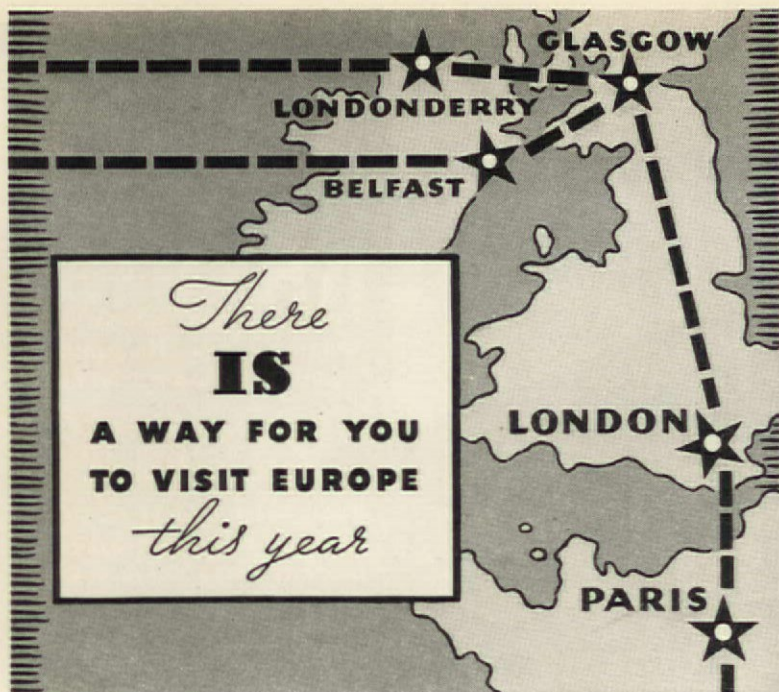 GLASGOW
LONDONDERRY
BELFAST
There
IS
A WAY FOR YOU
TO VISIT EUROPE
this year
LONDON
PARIS